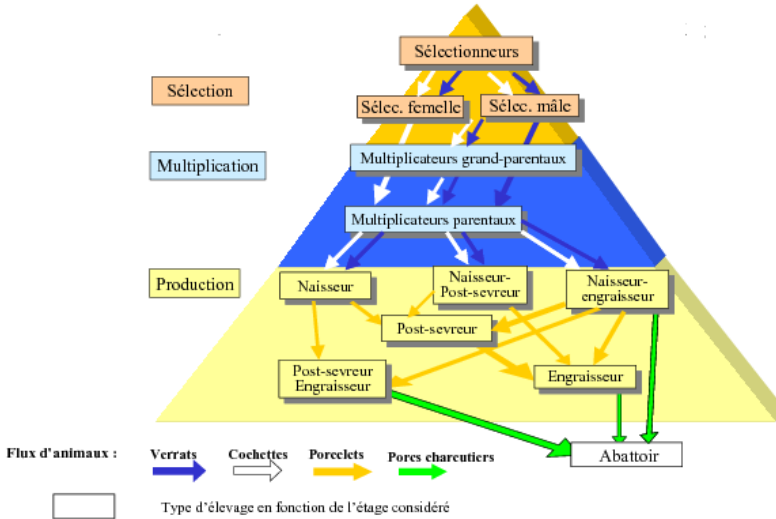 Sélectionneurs
Sélection
Sélec. femelle
Sélec. mâle
Multiplication
Multiplicateurs grand-parentaux
Multiplicateurs parentaux
Production
Naisseur
Naisseur-
Post-sevreur
Naisseur-
engraisseur
Post-sevreur
Post-sevreur
Engraisseur
Engraisseur
Abattoir
Flux d'animaux :
Verrats
Cochettes
Porcelets
Porcs charcutiers
Type d'élevage en fonction de l'étage considéré